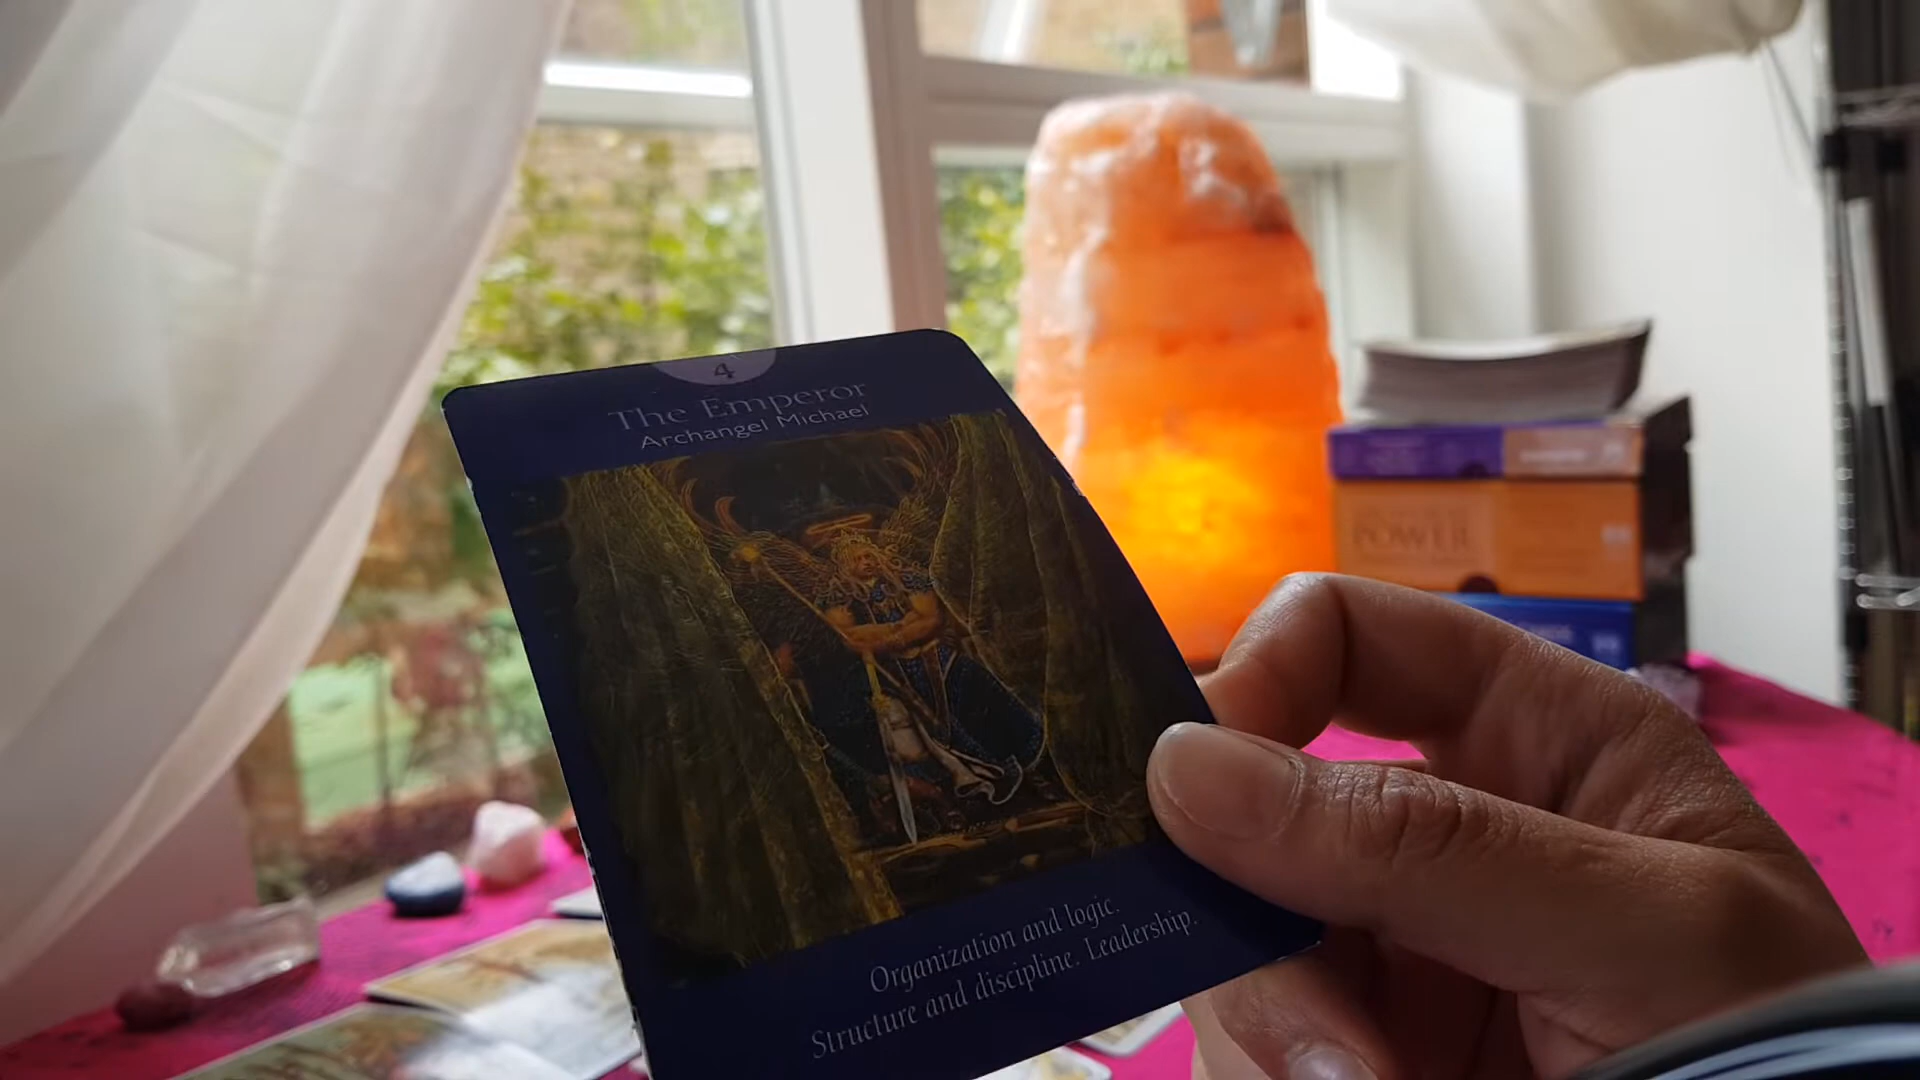 4
The Emperor
Archangel Michael
Organization and logic.
Structure and discipline. Leadership.
POWER